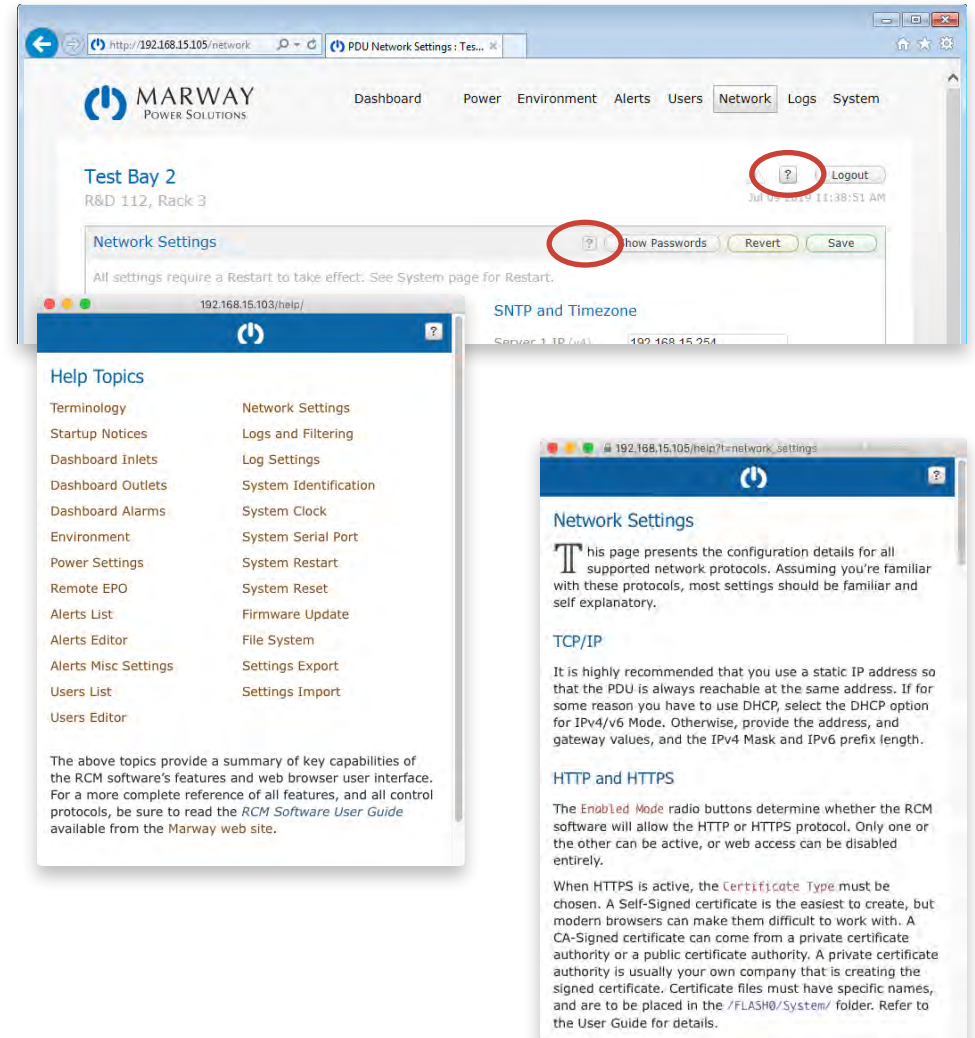 http://192.168.15.105/network
PDU Network Settings : Tes...
MARWAY
POWER SOLUTIONS
Dashboard Power Environment Alerts Users Network Logs System
Test Bay 2
? Logout
R&D 112, Rack 3
Jul 09 2019 11:38:51 AM
Network Settings
? Show Passwords Revert Save
All settings require a Restart to take effect. See System page for Restart.
SNTP and Timezone
Server 1 IP (v4) 192.168.15.254
192.168.15.103/help/
?
Help Topics
Terminology
Startup Notices
Dashboard Inlets
Dashboard Outlets
Dashboard Alarms
Environment
Power Settings
Remote EPO
Alerts List
Alerts Editor
Alerts Misc Settings
Users List
Users Editor
Network Settings
Logs and Filtering
Log Settings
System Identification
System Clock
System Serial Port
System Restart
System Reset
Firmware Update
File System
Settings Export
Settings Import
The above topics provide a summary of key capabilities of
the RCM software's features and web browser user interface.
For a more complete reference of all features, and all control
protocols, be sure to read the RCM Software User Guide
available from the Marway web site.
192.168.15.105/help?t=network_settings
?
Network Settings
This page presents the configuration details for all
supported network protocols. Assuming you're familiar
with these protocols, most settings should be familiar and
self explanatory.
TCP/IP
It is highly recommended that you use a static IP address so
that the PDU is always reachable at the same address. If for
some reason you have to use DHCP, select the DHCP option
for IPv4/v6 Mode. Otherwise, provide the address, and
gateway values, and the IPv4 Mask and IPv6 prefix length.
HTTP and HTTPS
The Enabled Mode radio buttons determine whether the RCM
software will allow the HTTP or HTTPS protocol. Only one or
the other can be active, or web access can be disabled
entirely.
When HTTPS is active, the Certificate Type must be
chosen. A Self-Signed certificate is the easiest to create, but
modern browsers can make them difficult to work with. A
CA-Signed certificate can come from a private certificate
authority or a public certificate authority. A private certificate
authority is usually your own company that is creating the
signed certificate. Certificate files must have specific names,
and are to be placed in the /FLASH0/System/ folder. Refer to
the User Guide for details.